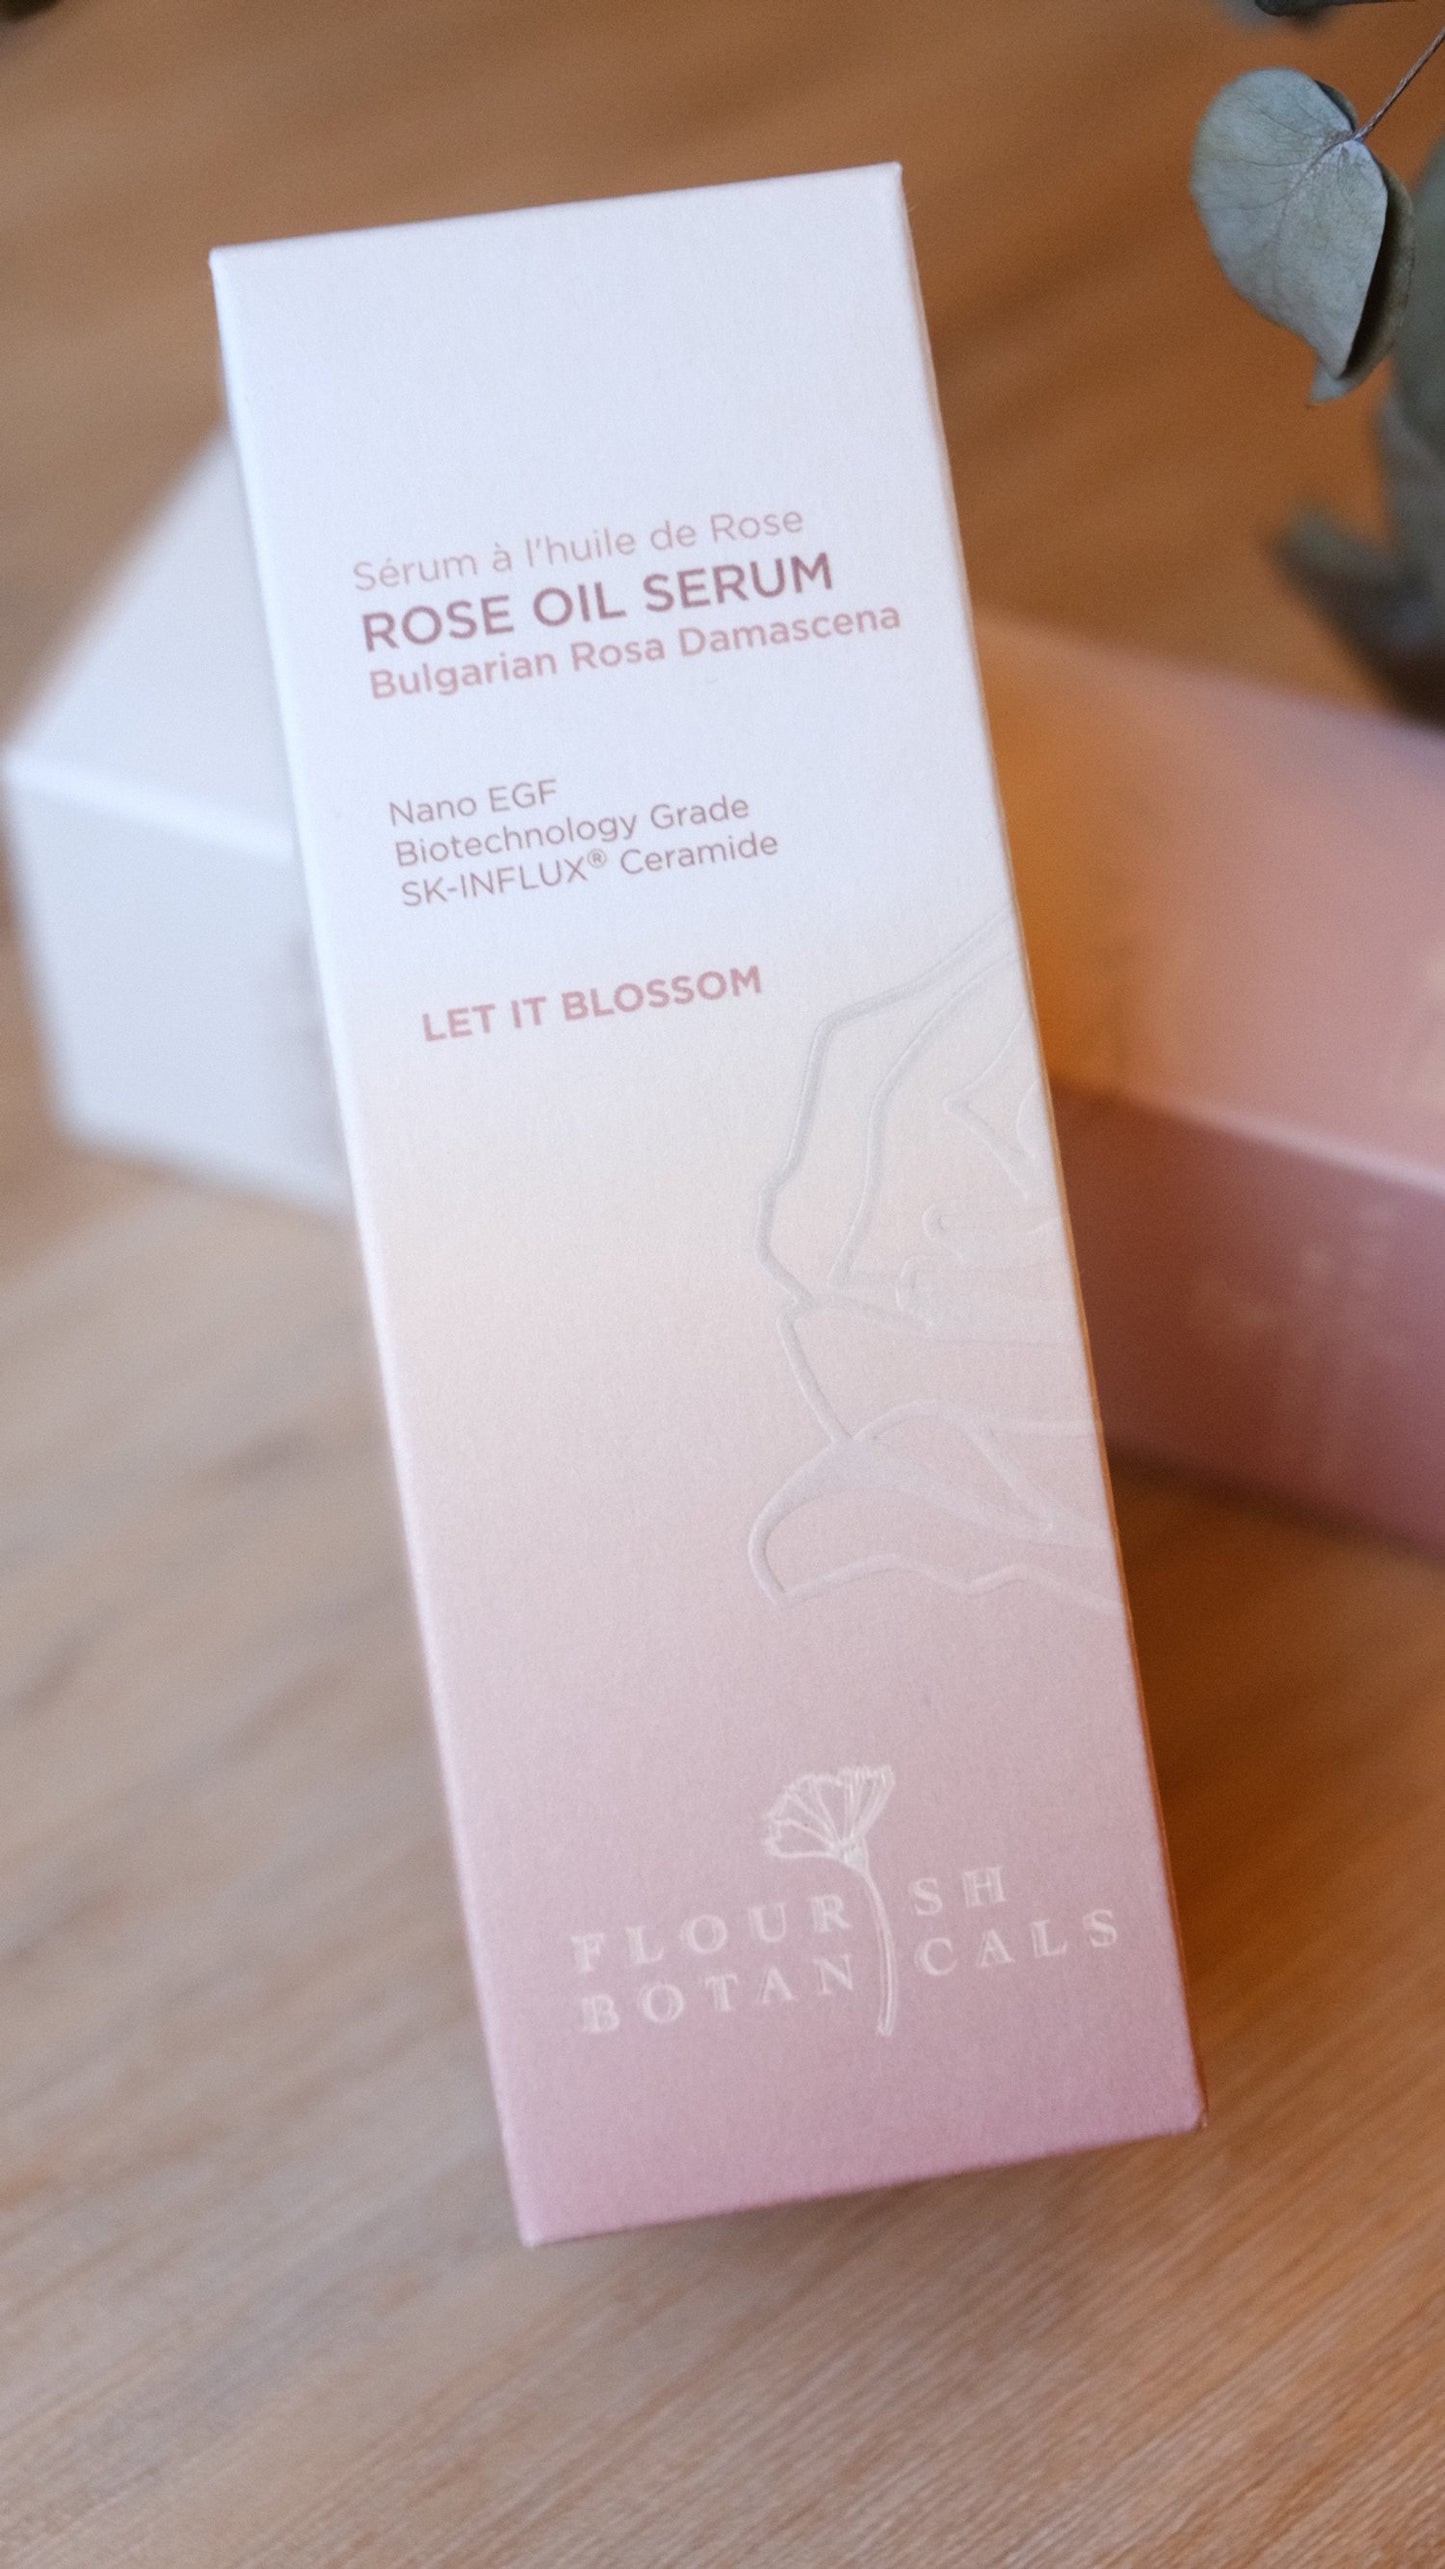 Sérum à l'huile de Rose
ROSE OIL SERUM
Bulgarian Rosa Damascena
Nano EGF
Biotechnology Grade
SK-INFLUX® Ceramide
LET IT BLOSSOM
FLOURISH
BOTANICALS